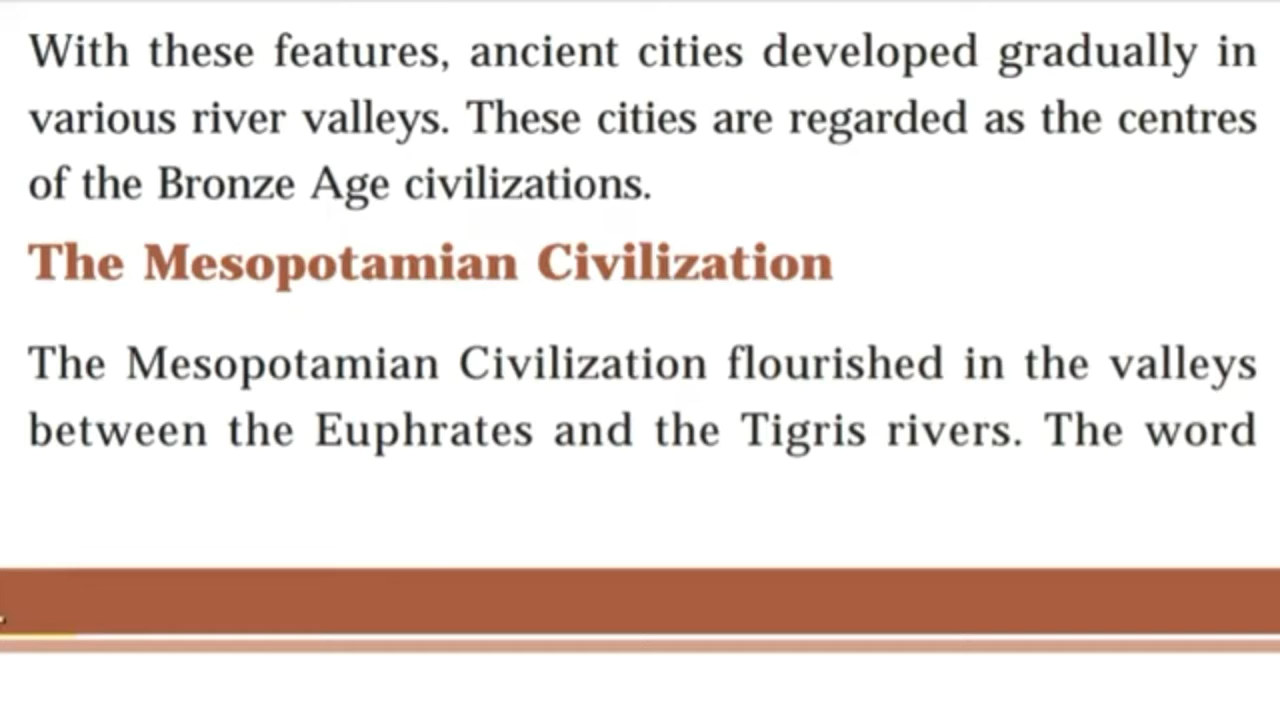 With these features, ancient cities developed gradually in
various river valleys. These cities are regarded as the centres
of the Bronze Age civilizations.
The Mesopotamian Civilization
The Mesopotamian Civilization flourished in the valleys
between the Euphrates and the Tigris rivers. The word